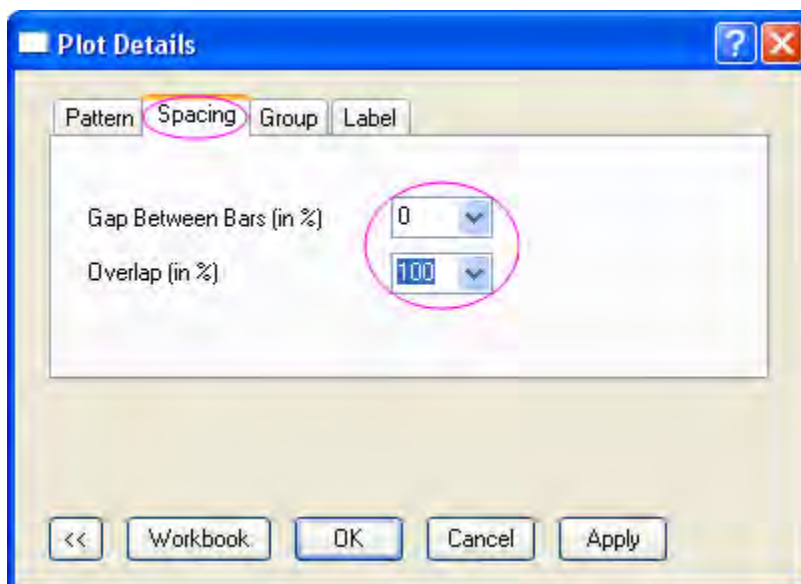 Plot Details
Pattern Spacing Group Label
Gap Between Bars (in %) 0
Overlap (in %) 100
<< Workbook OK Cancel Apply